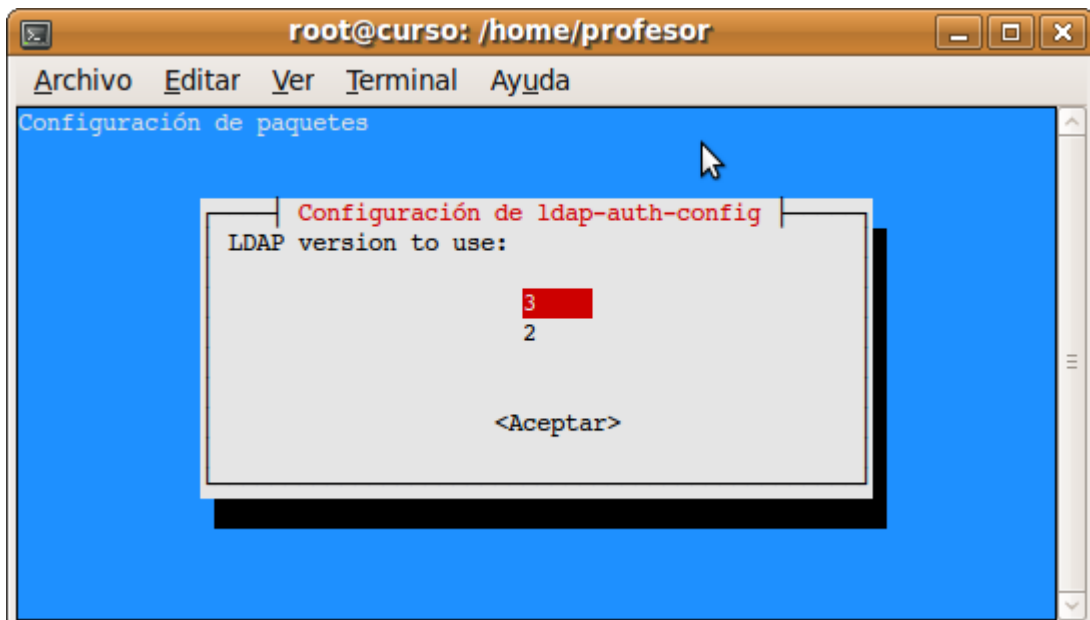 root@curso: /home/profesor
Archivo Editar Ver Terminal Ayuda
Configuración de paquetes
Configuración de ldap-auth-config
LDAP version to use:
3
2
<Aceptar>